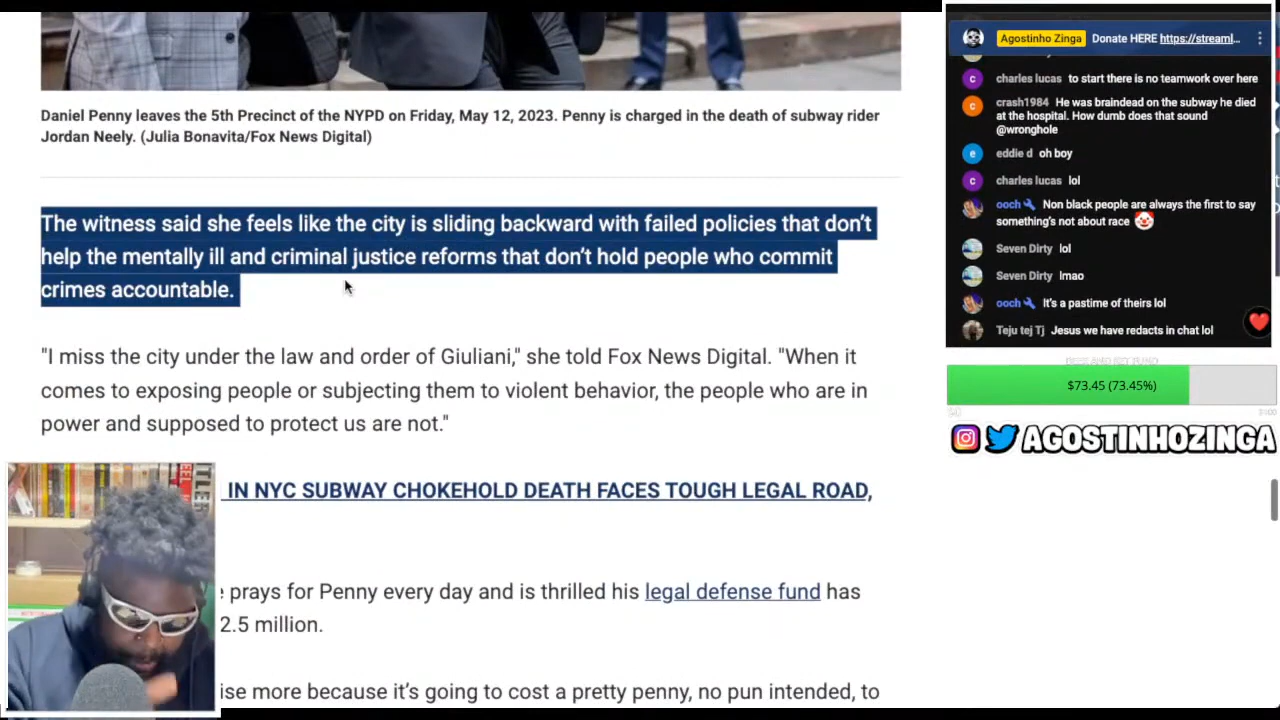 Daniel Penny leaves the 5th Precinct of the NYPD on Friday, May 12, 2023. Penny is charged in the death of subway rider
Jordan Neely. (Julia Bonavita/Fox News Digital)
The witness said she feels like the city is sliding backward with failed policies that don’t
help the mentally ill and criminal justice reforms that don’t hold people who commit
crimes accountable.
"I miss the city under the law and order of Giuliani," she told Fox News Digital. "When it
comes to exposing people or subjecting them to violent behavior, the people who are in
power and supposed to protect us are not."
IN NYC SUBWAY CHOKEHOLD DEATH FACES TOUGH LEGAL ROAD,
prays for Penny every day and is thrilled his legal defense fund has
2.5 million.
ise more because it’s going to cost a pretty penny, no pun intended, to
Agostinho Zinga Donate HERE https://streaml...
charles lucas to start there is no teamwork over here
crash1984 He was braindead on the subway he died
at the hospital. How dumb does that sound
@wronghole
eddie d oh boy
charles lucas lol
ooch Non black people are always the first to say
something’s not about race
Seven Dirty lol
Seven Dirty lmao
ooch It’s a pastime of theirs lol
Teju tej Tj Jesus we have redacts in chat lol
$73.45 (73.45%)
AGOSTINHOZINGA